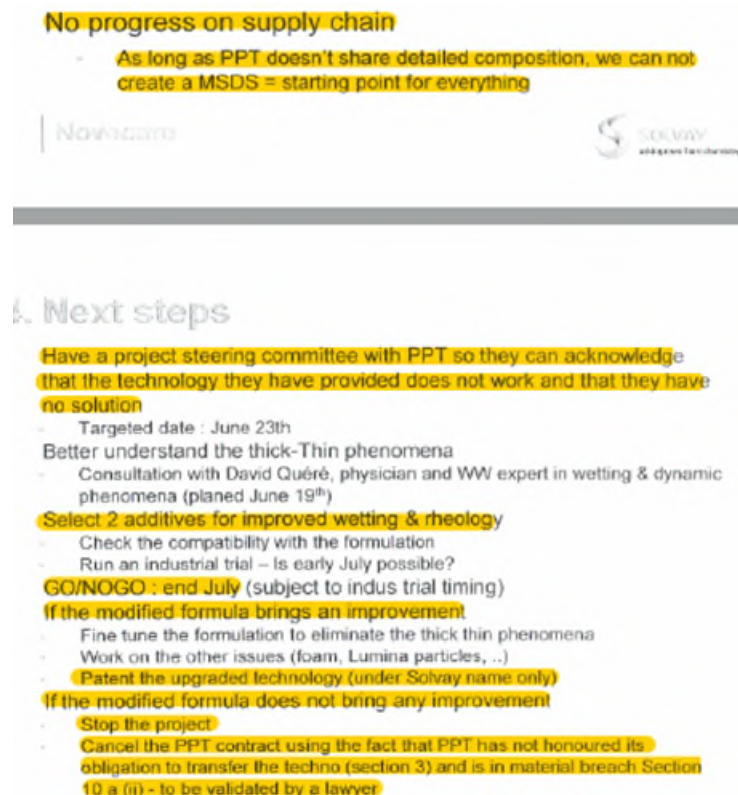 No progress on supply chain
- As long as PPT doesn't share detailed composition, we can not
create a MSDS = starting point for everything
Novecare
SOLVAY
. Next steps
Have a project steering committee with PPT so they can acknowledge
that the technology they have provided does not work and that they have
no solution
- Targeted date : June 23th
Better understand the thick-Thin phenomena
- Consultation with David Quéré, physician and WW expert in wetting & dynamic
phenomena (planed June 19th)
Select 2 additives for improved wetting & rheology
- Check the compatibility with the formulation
- Run an industrial trial – Is early July possible?
GO/NOGO : end July (subject to indus trial timing)
If the modified formula brings an improvement
- Fine tune the formulation to eliminate the thick thin phenomena
- Work on the other issues (foam, Lumina particles, ..)
- Patent the upgraded technology (under Solvay name only)
If the modified formula does not bring any improvement
- Stop the project
- Cancel the PPT contract using the fact that PPT has not honoured its
obligation to transfer the techno (section 3) and is in material breach Section
10 a (ii) - to be validated by a lawyer